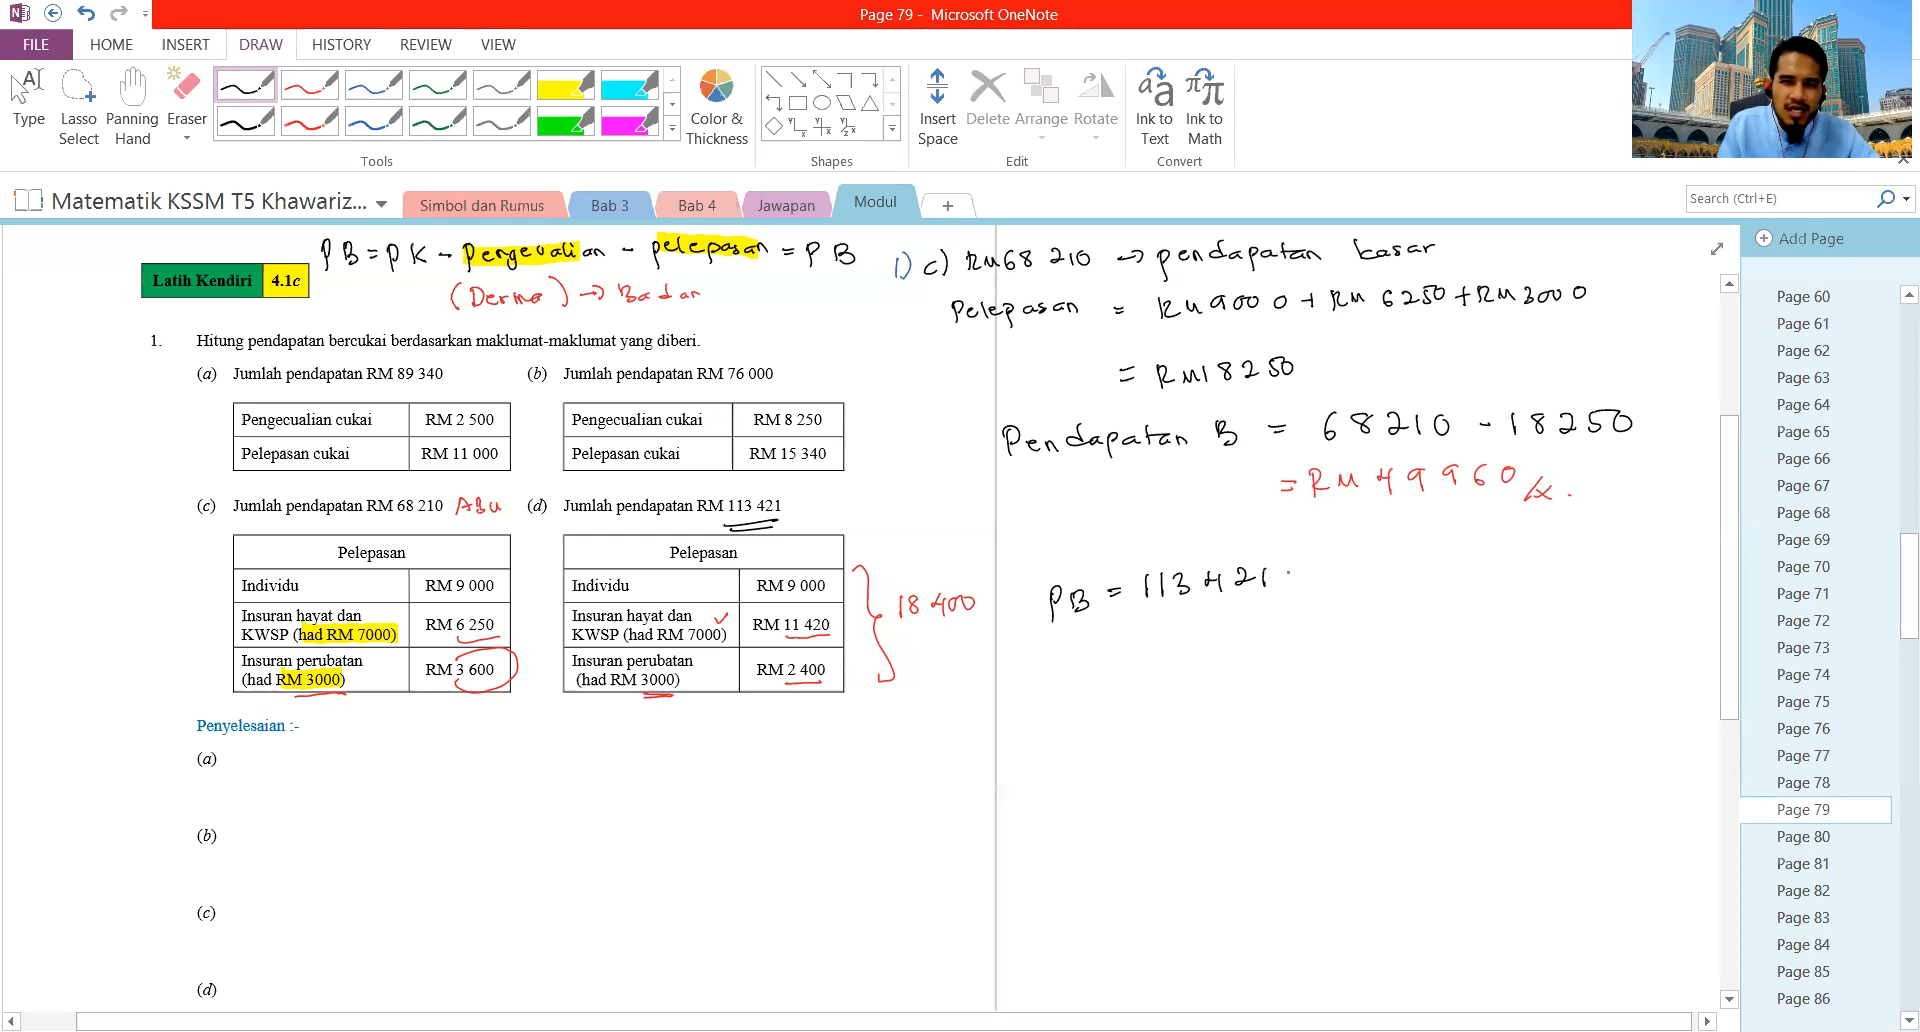 Page 79 - Microsoft OneNote
FILE HOME INSERT DRAW HISTORY REVIEW VIEW
Type
Lasso Select
Panning Hand
Eraser
Color & Thickness
Insert Space
Delete
Arrange
Rotate
Ink to Text
Ink to Math
Tools
Shapes
Edit
Convert
Matematik KSSM T5 Khawariz...
Simbol dan Rumus
Bab 3
Bab 4
Jawapan
Modul
+
Search (Ctrl+E)
PB = PK - Pengecualian - pelepasan = PB
(Derma) → Badan
Latih Kendiri 4.1c
1. Hitung pendapatan bercukai berdasarkan maklumat-maklumat yang diberi.
(a) Jumlah pendapatan RM 89 340
Pengecualian cukai RM 2 500
Pelepasan cukai RM 11 000
(b) Jumlah pendapatan RM 76 000
Pengecualian cukai RM 8 250
Pelepasan cukai RM 15 340
(c) Jumlah pendapatan RM 68 210 ABU
Pelepasan
Individu RM 9 000
Insuran hayat dan
KWSP (had RM 7000) RM 6 250
Insuran perubatan
(had RM 3000) RM 3 600
(d) Jumlah pendapatan RM 113 421
Pelepasan
Individu RM 9 000
Insuran hayat dan
KWSP (had RM 7000) RM 11 420
Insuran perubatan
(had RM 3000) RM 2 400
18 400
Penyelesaian :-
(a)
(b)
(c)
(d)
1) c) RM68 210 → pendapatan kasar
Pelepasan = RM9000 + RM 6250 + RM3000
= RM18250
Pendapatan B = 68210 - 18250
= RM 49960
PB = 113421
Add Page
Page 60
Page 61
Page 62
Page 63
Page 64
Page 65
Page 66
Page 67
Page 68
Page 69
Page 70
Page 71
Page 72
Page 73
Page 74
Page 75
Page 76
Page 77
Page 78
Page 79
Page 80
Page 81
Page 82
Page 83
Page 84
Page 85
Page 86